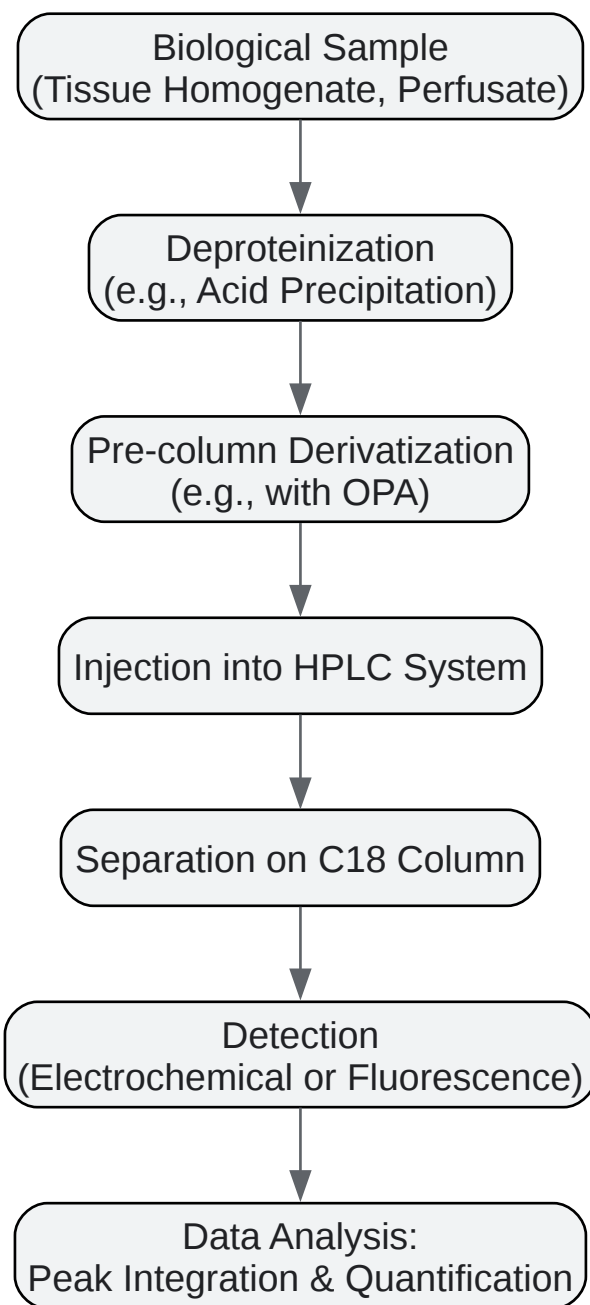 Biological Sample
(Tissue Homogenate, Perfusate)
Deproteinization
(e.g., Acid Precipitation)
Pre-column Derivatization
(e.g., with OPA)
Injection into HPLC System
Separation on C18 Column
Detection
(Electrochemical or Fluorescence)
Data Analysis:
Peak Integration & Quantification